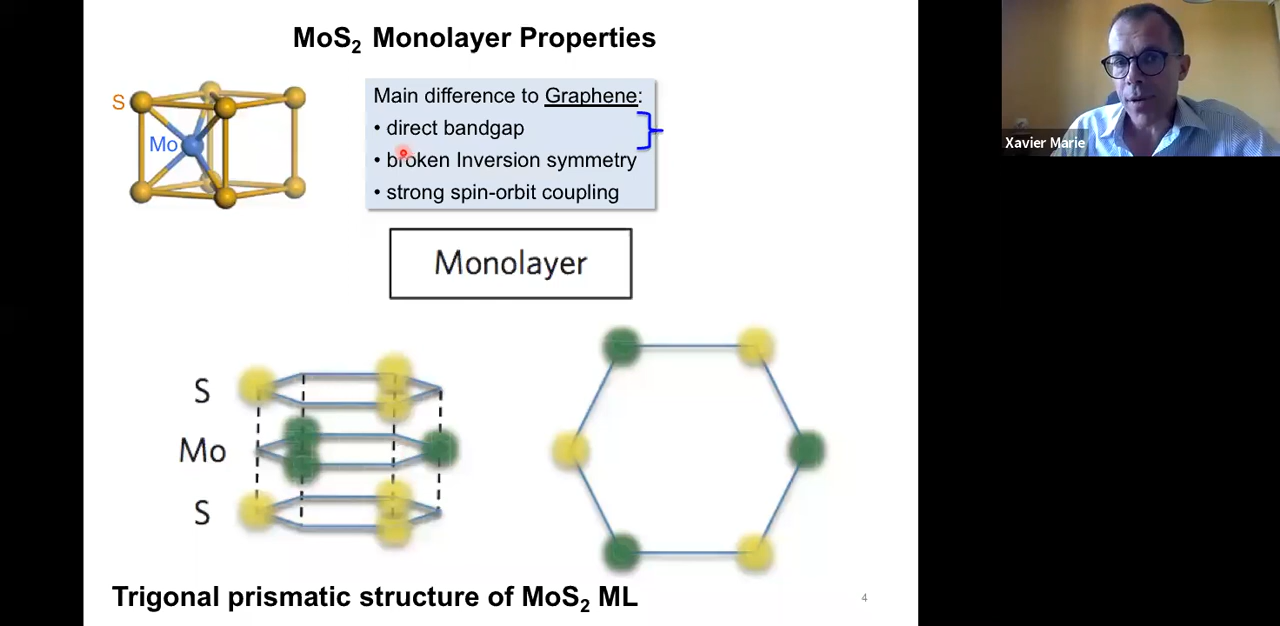 MoS₂ Monolayer Properties
S
Mo
Main difference to Graphene:
• direct bandgap
• broken Inversion symmetry
• strong spin-orbit coupling
Xavier Marie
Monolayer
S
Mo
S
Trigonal prismatic structure of MoS₂ ML
4